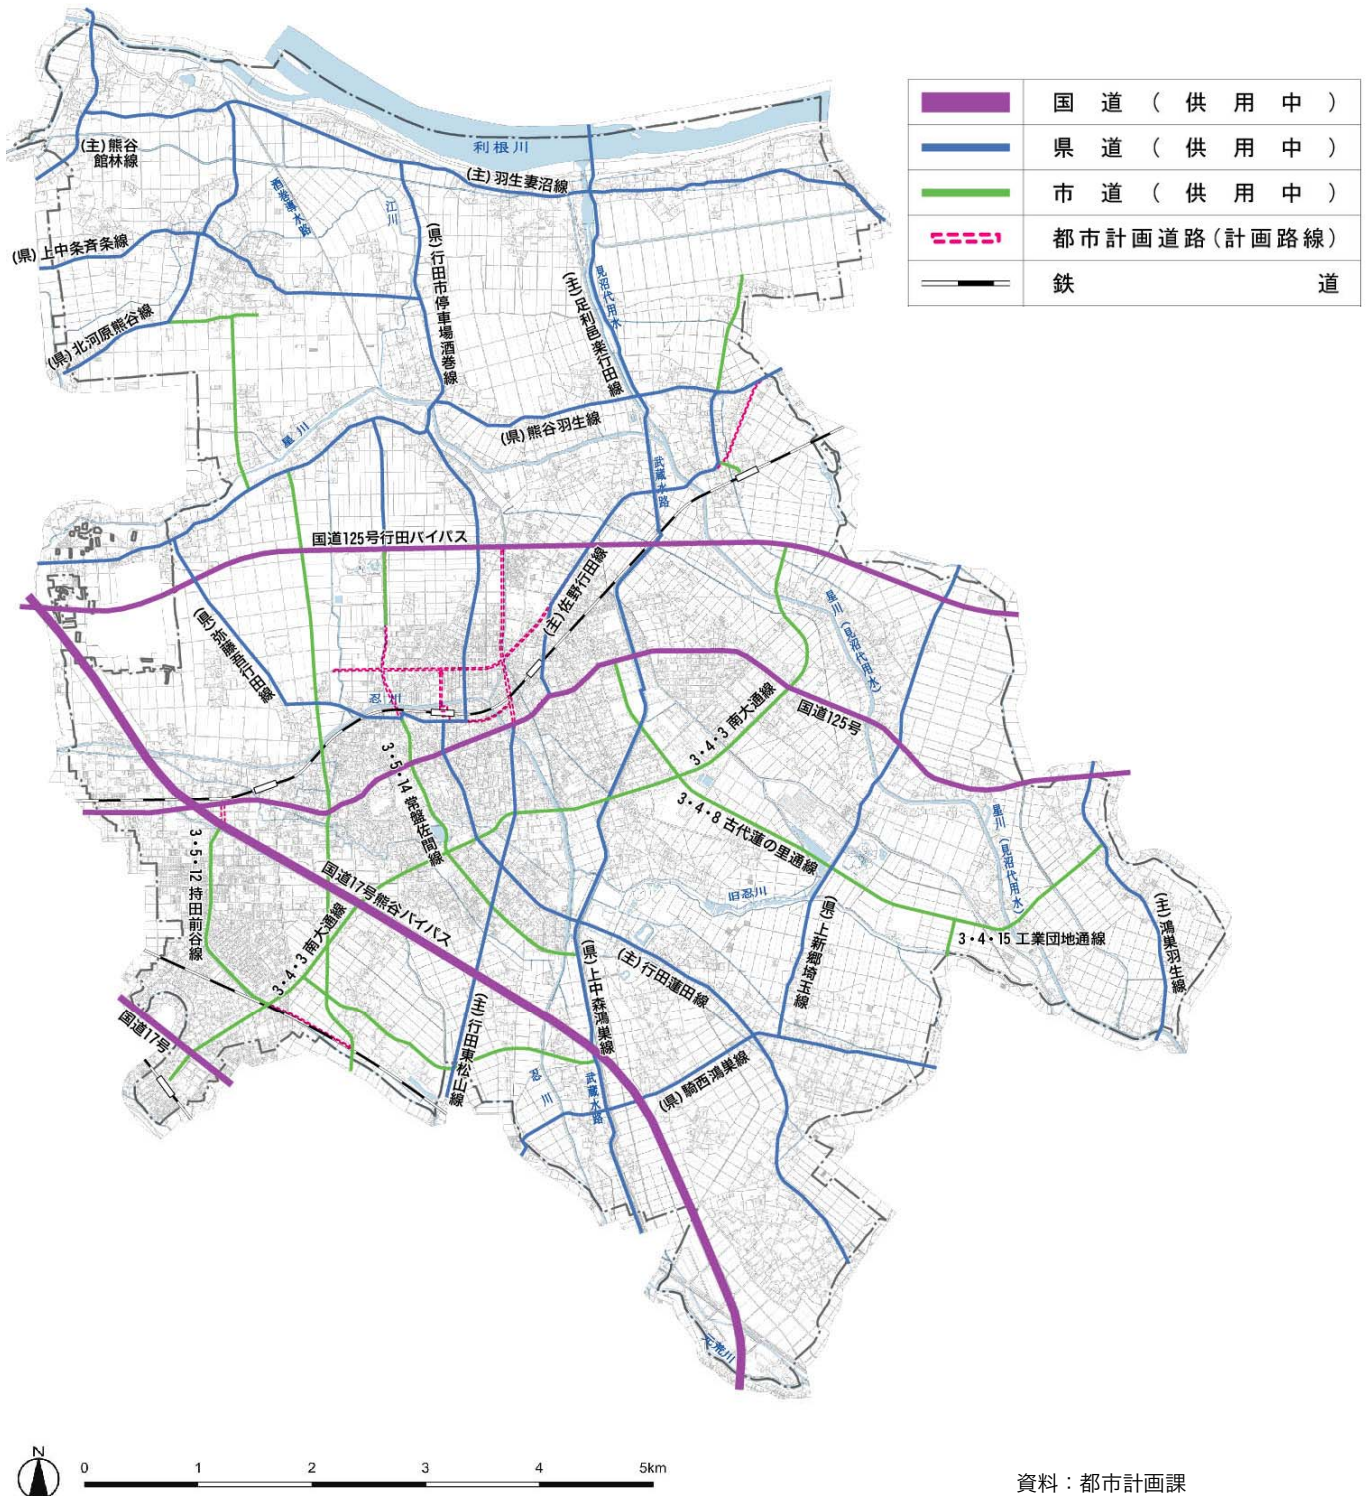 国道(供用中)
県道(供用中)
市道(供用中)
都市計画道路(計画路線)
鉄道
利根川
(主)熊谷
館林線
(主)羽生妻沼線
酒巻導水路
江川
(県)上中条斉条線
(県)行田市停車場酒巻線
(主)足利邑楽行田線
見沼代用水
(県)北河原熊谷線
星川
(県)熊谷羽生線
武蔵水路
国道125号行田バイパス
(主)佐野行田線
星川(見沼代用水)
(県)弥藤吾行田線
忍川
国道125号
3・4・3 南大通線
3・5・14 常盤佐間線
3・4・8 古代蓮の里通線
星川(見沼代用水)
3・5・12 持田前谷線
国道17号熊谷バイパス
旧忍川
3・4・3 南大通線
(県)上新郷埼玉線
3・4・15 工業団地通線
(主)鴻巣羽生線
(県)上中森鴻巣線
(主)行田蓮田線
国道17号
(主)行田東松山線
忍川
武蔵水路
(県)騎西鴻巣線
元荒川
N
0 1 2 3 4 5km
資料:都市計画課